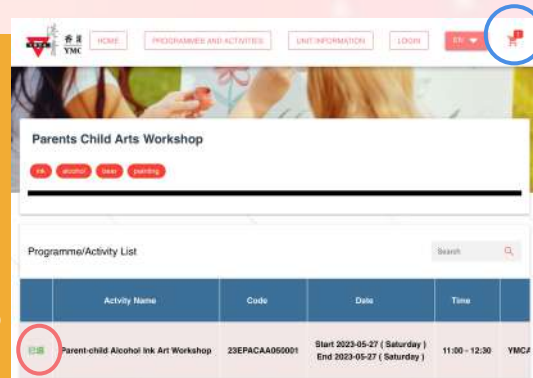 香港
YMC
HOME
PROGRAMMES AND ACTIVITIES
UNIT INFORMATION
LOGIN
EN
1
Parents Child Arts Workshop
ink
alcohol
bear
painting
Programme/Activity List
Search
Actvity Name
Code
Date
Time
已選
Parent-child Alcohol Ink Art Workshop
23EPACAA050001
Start 2023-05-27 ( Saturday )
End 2023-05-27 ( Saturday )
11:00 - 12:30
YMCA